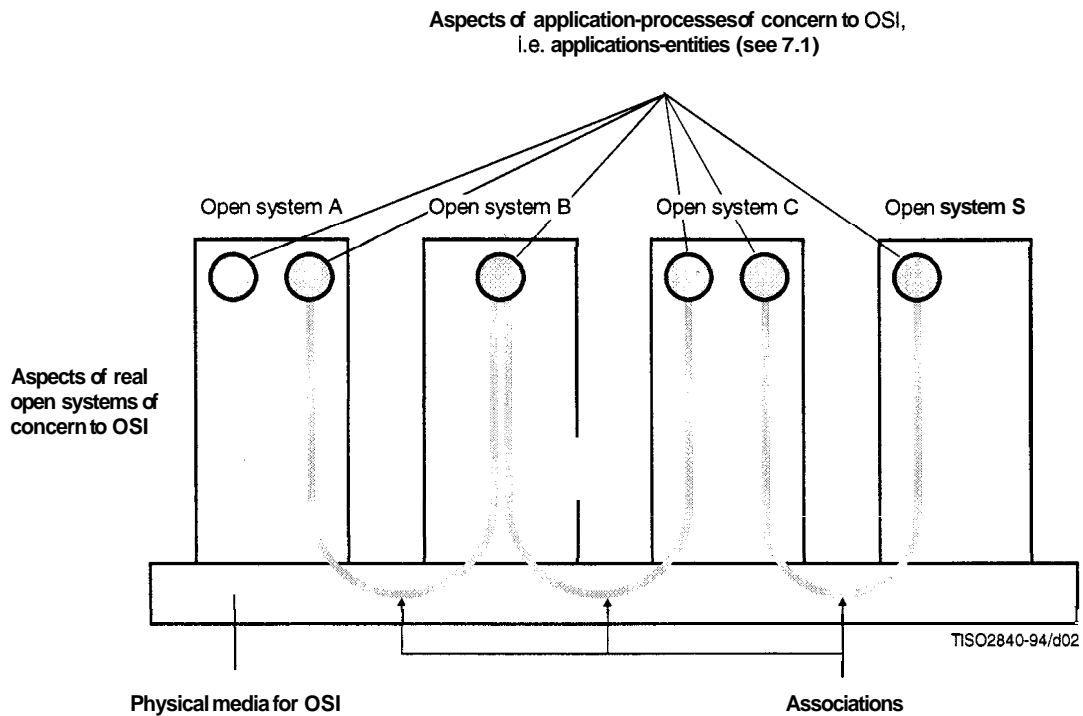 Aspects of application-processesof concern to OSI,
i.e. applications-entities (see 7.1)
Open system A
Open system B
Open system C
Open system S
Aspects of real
open systems of
concern to OSI
TISO2840-94/d02
Physical media for OSI
Associations